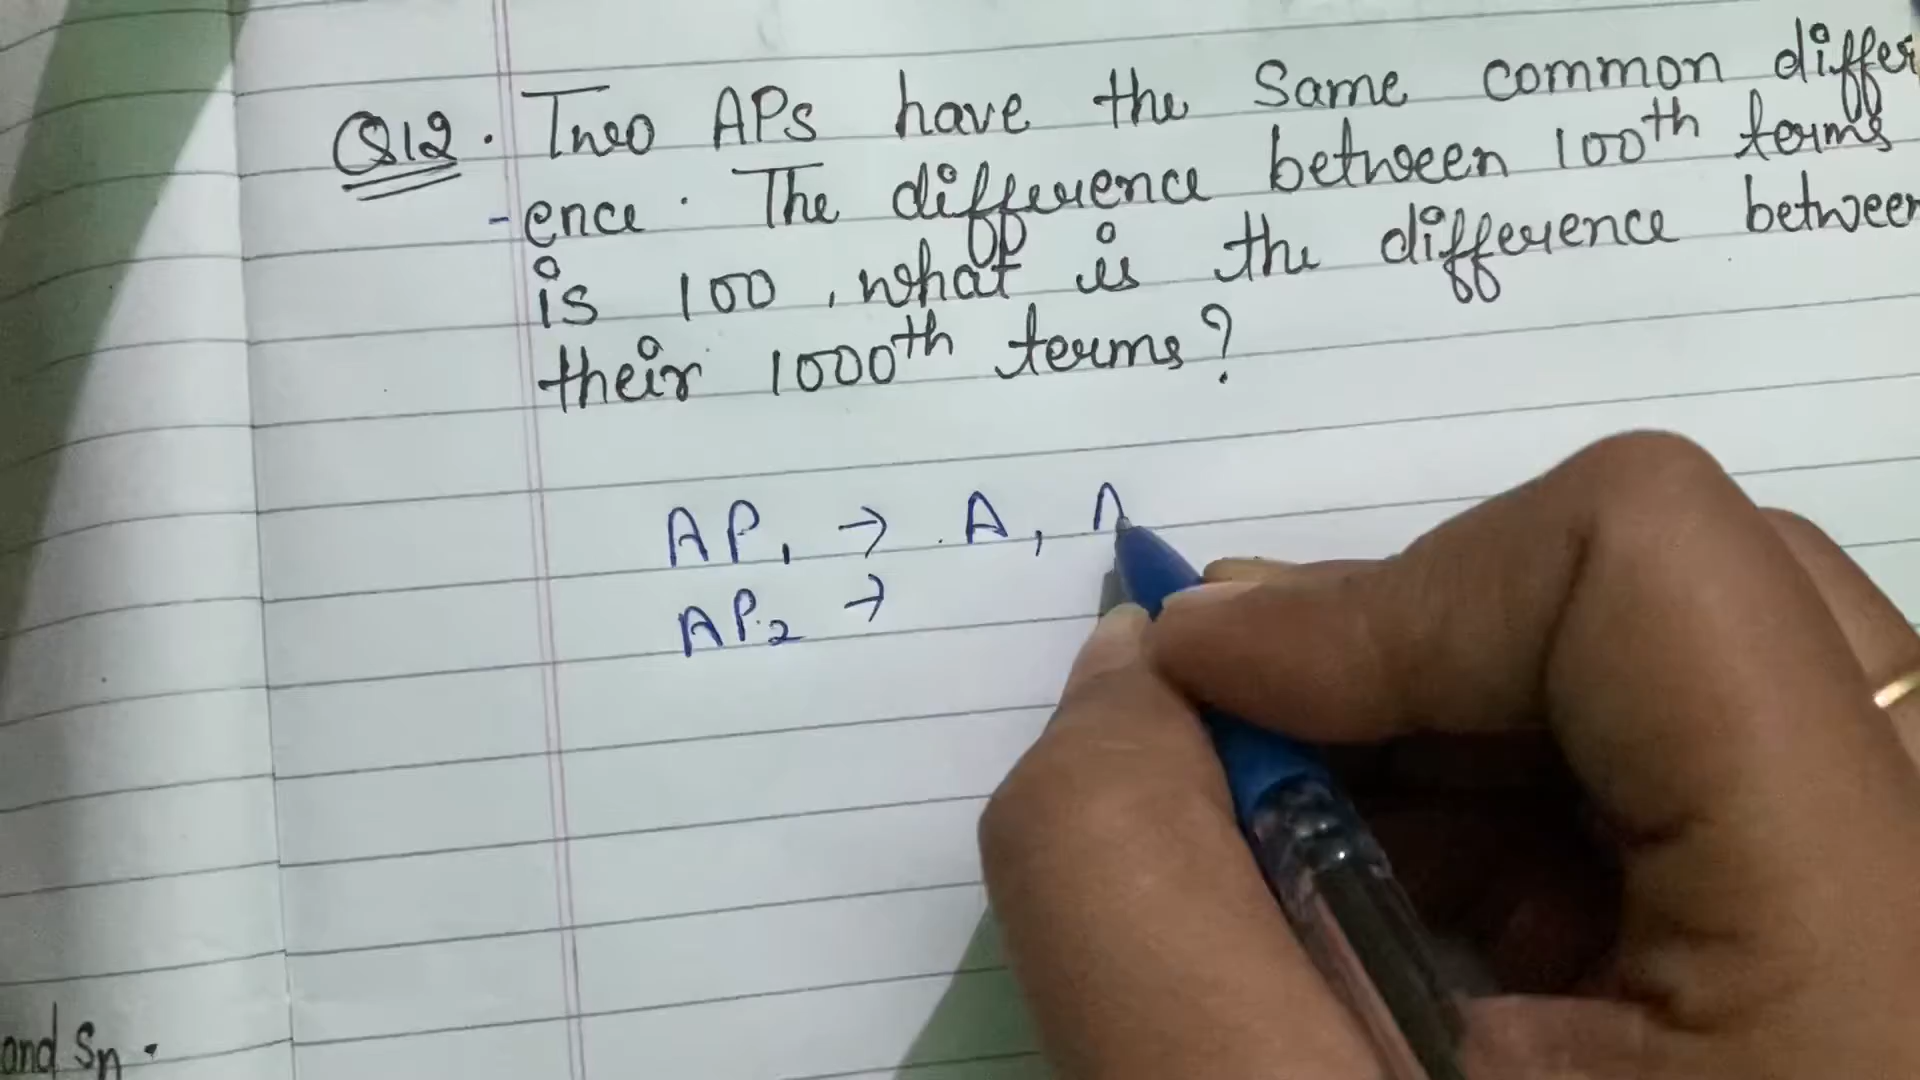 Q12. Two APs have the Same common differ
-ence. The difference between 100th terms
is 100, what is the difference between
their 1000th terms?
AP1 → A, A
AP2 →
and Sn.